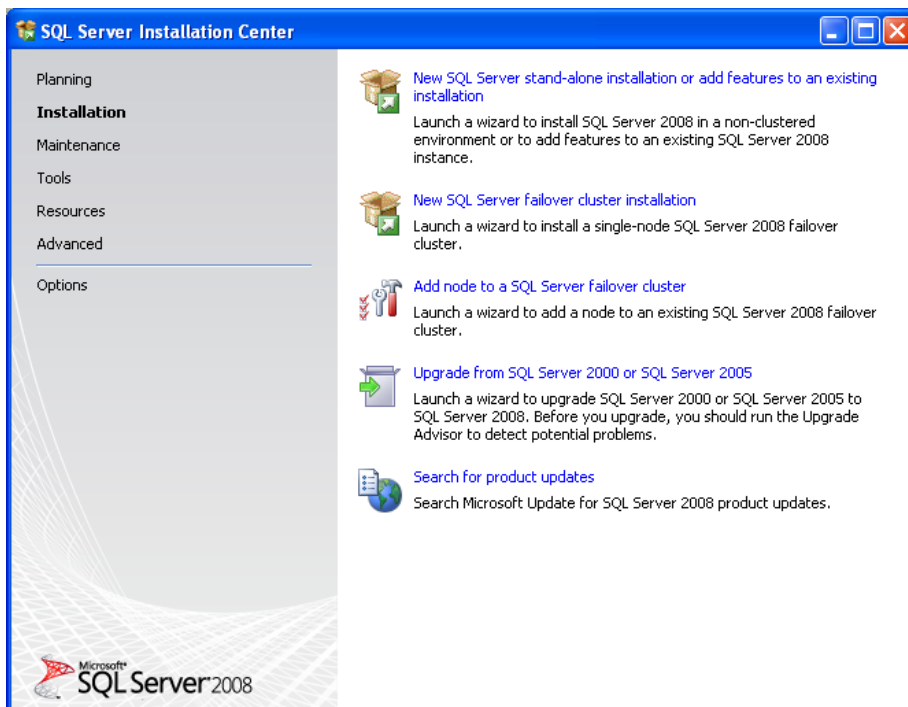 SQL Server Installation Center
Planning
Installation
Maintenance
Tools
Resources
Advanced
Options
New SQL Server stand-alone installation or add features to an existing
installation
Launch a wizard to install SQL Server 2008 in a non-clustered
environment or to add features to an existing SQL Server 2008
instance.
New SQL Server failover cluster installation
Launch a wizard to install a single-node SQL Server 2008 failover
cluster.
Add node to a SQL Server failover cluster
Launch a wizard to add a node to an existing SQL Server 2008 failover
cluster.
Upgrade from SQL Server 2000 or SQL Server 2005
Launch a wizard to upgrade SQL Server 2000 or SQL Server 2005 to
SQL Server 2008. Before you upgrade, you should run the Upgrade
Advisor to detect potential problems.
Search for product updates
Search Microsoft Update for SQL Server 2008 product updates.
Microsoft®
SQL Server 2008